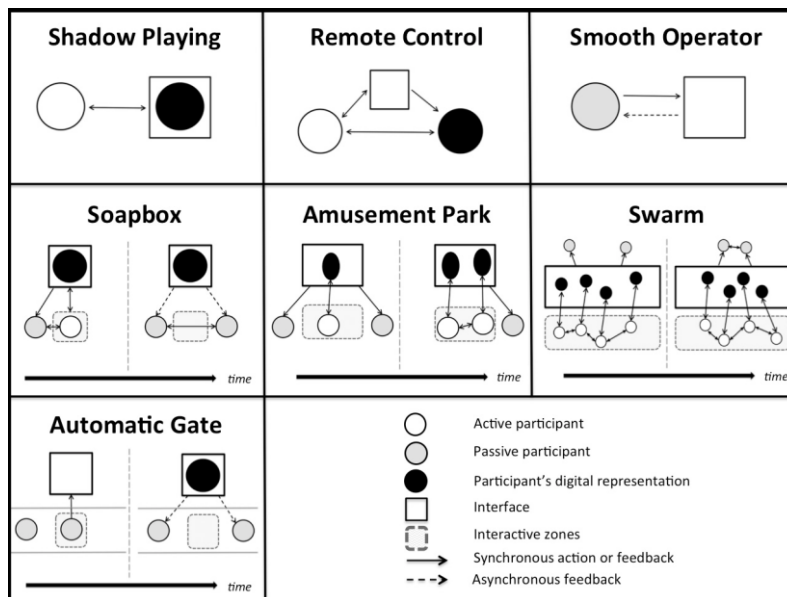 Shadow Playing
Remote Control
Smooth Operator
Soapbox
Amusement Park
Swarm
time
time
time
Automatic Gate
time
Active participant
Passive participant
Participant's digital representation
Interface
Interactive zones
Synchronous action or feedback
Asynchronous feedback